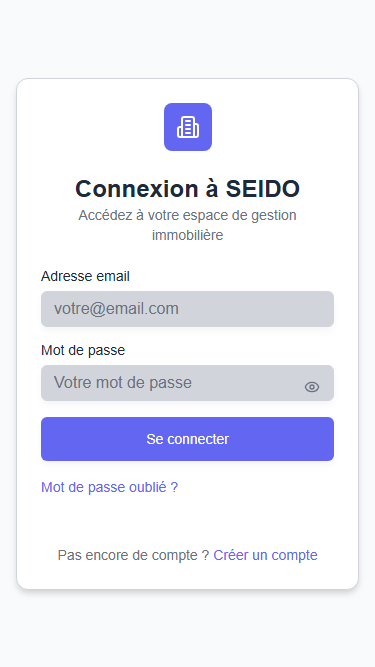 Connexion à SEIDO
Accédez à votre espace de gestion
immobilière
Adresse email
votre@email.com
Mot de passe
Votre mot de passe
Se connecter
Mot de passe oublié ?
Pas encore de compte ? Créer un compte